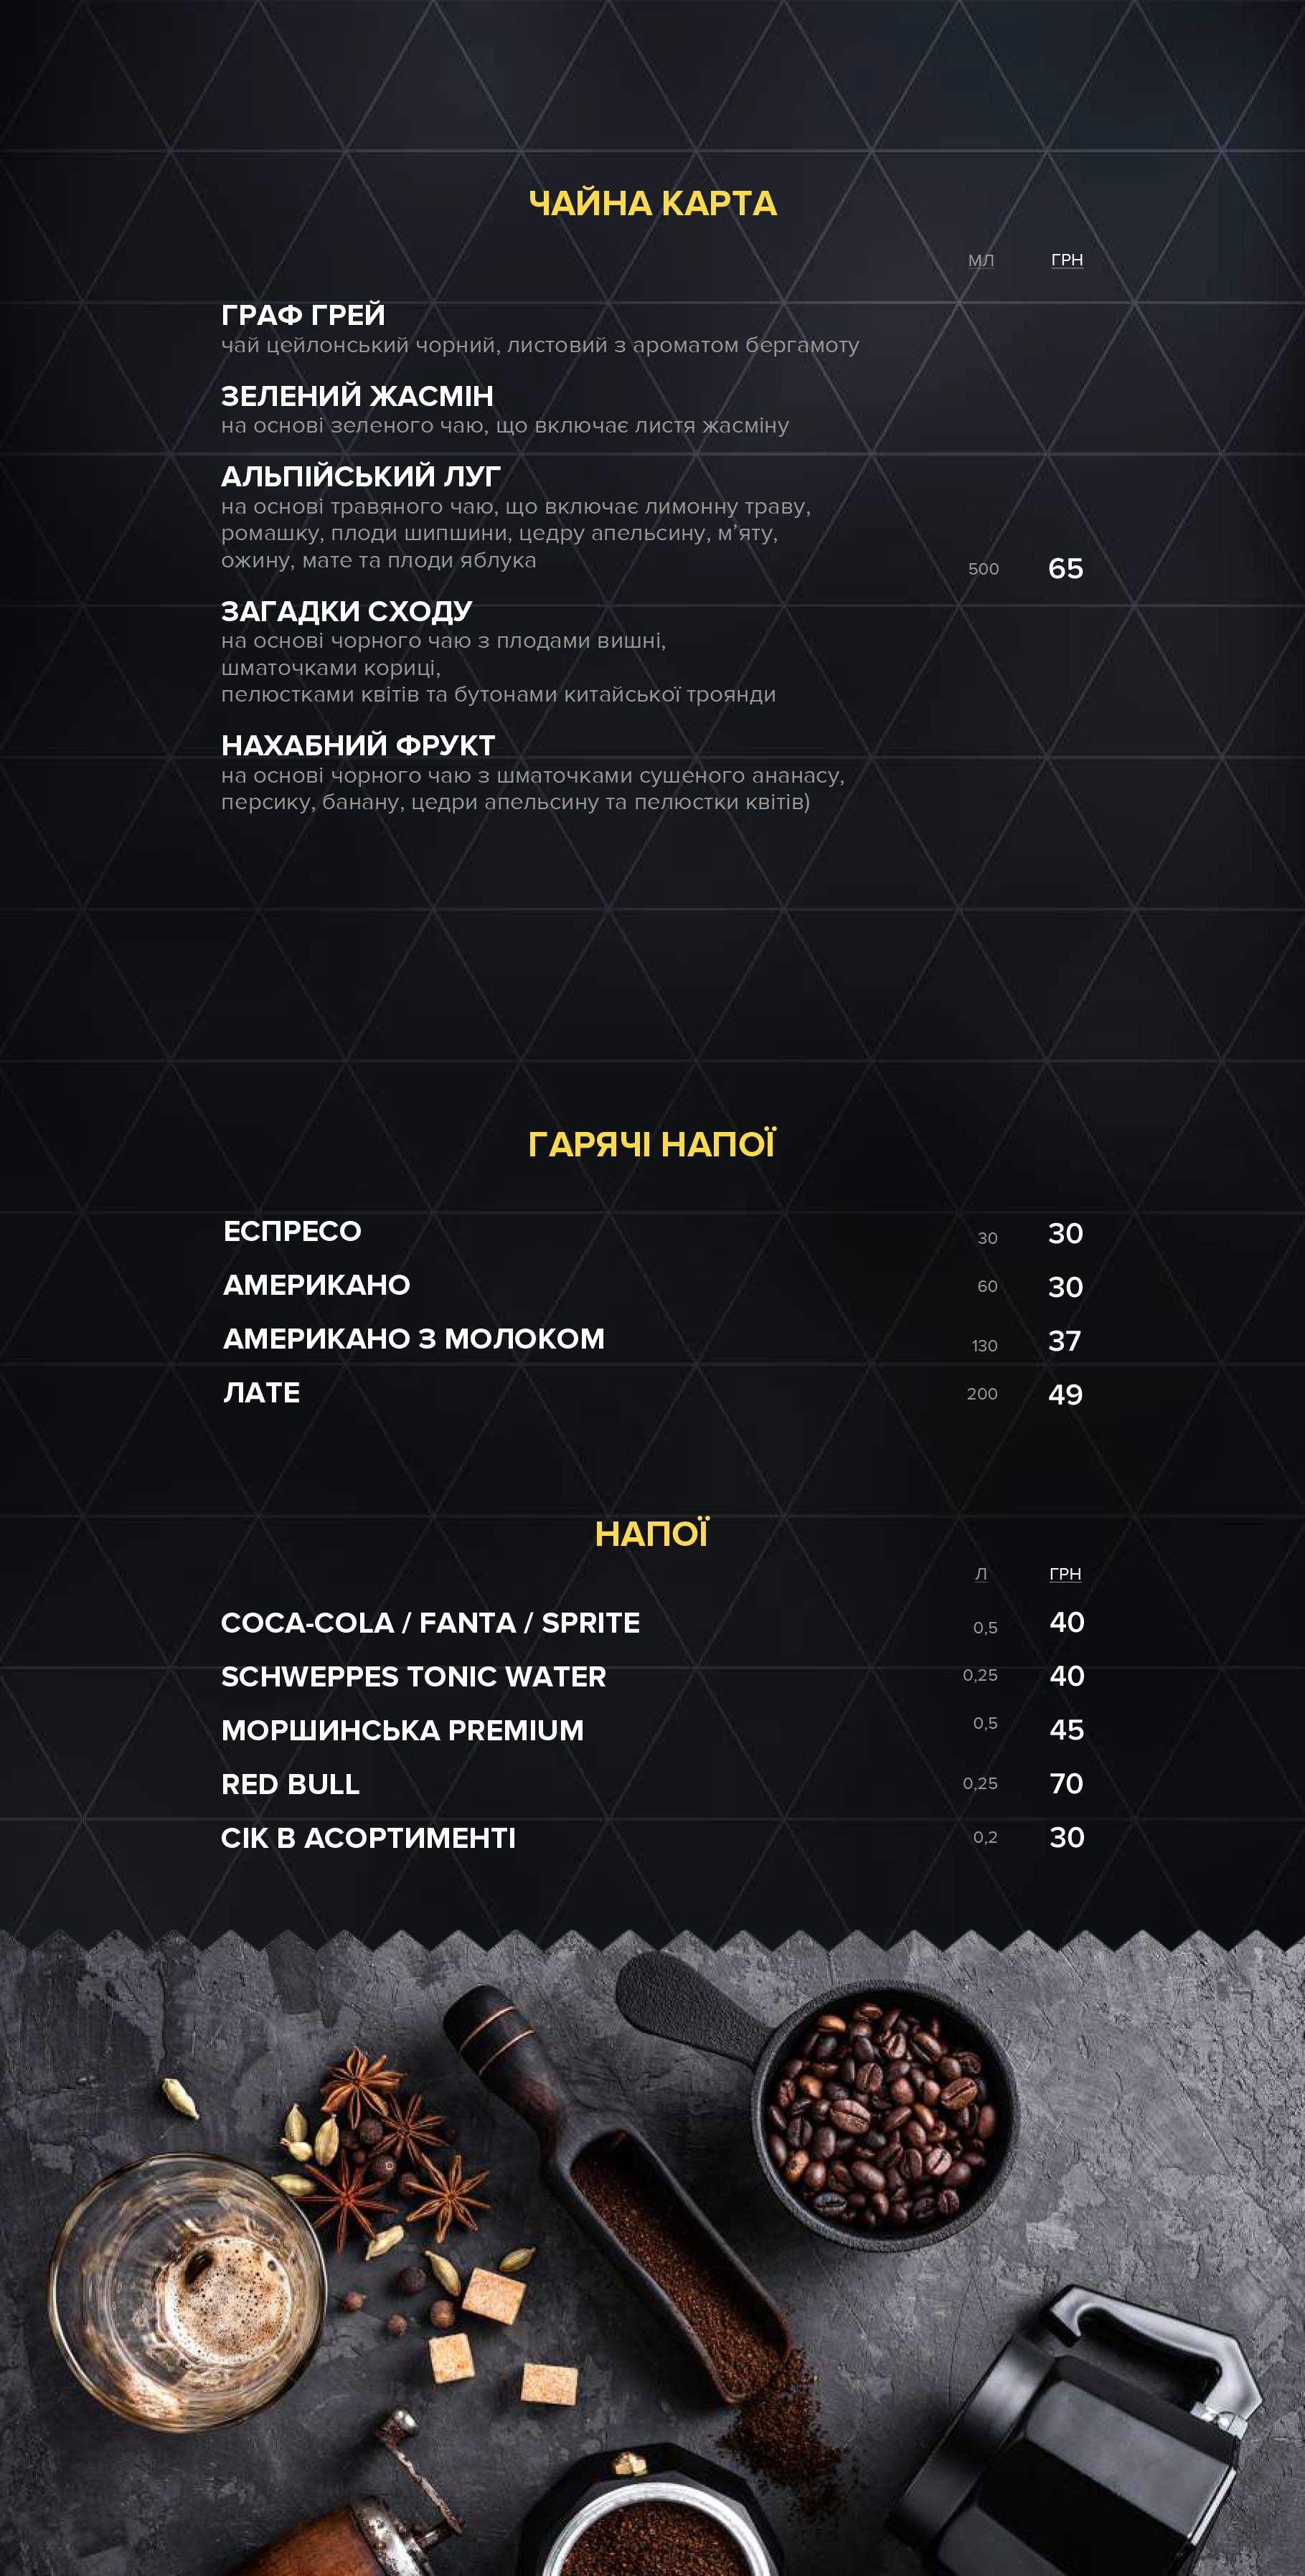 ЧАЙНА КАРТА
МЛ ГРН
ГРАФ ГРЕЙ
чай цейлонський чорний, листовий з ароматом бергамоту
ЗЕЛЕНИЙ ЖАСМІН
на основі зеленого чаю, що включає листя жасміну
АЛЬПІЙСЬКИЙ ЛУГ
на основі травяного чаю, що включає лимонну траву,
ромашку, плоди шипшини, цедру апельсину, м’яту,
ожину, мате та плоди яблука
500 65
ЗАГАДКИ СХОДУ
на основі чорного чаю з плодами вишні,
шматочками кориці,
пелюстками квітів та бутонами китайської троянди
НАХАБНИЙ ФРУКТ
на основі чорного чаю з шматочками сушеного ананасу,
персику, банану, цедри апельсину та пелюстки квітів)
ГАРЯЧІ НАПОЇ
ЕСПРЕСО 30 30
АМЕРИКАНО 60 30
АМЕРИКАНО З МОЛОКОМ 130 37
ЛАТЕ 200 49
НАПОЇ
Л ГРН
COCA-COLA / FANTA / SPRITE 0,5 40
SCHWEPPES TONIC WATER 0,25 40
МОРШИНСЬКА PREMIUM 0,5 45
RED BULL 0,25 70
СІК В АСОРТИМЕНТІ 0,2 30